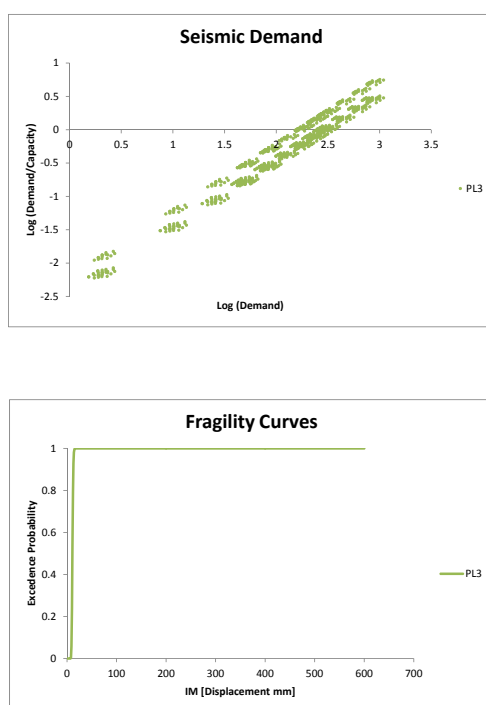 Seismic Demand
1
0.5
0
0 0.5 1 1.5 2 2.5 3 3.5
-0.5
-1
-1.5
-2
-2.5
Log (Demand/Capacity)
Log (Demand)
PL3
Fragility Curves
1
0.8
0.6
0.4
0.2
0
0 100 200 300 400 500 600 700
Excedence Probability
IM [Displacement mm]
PL3